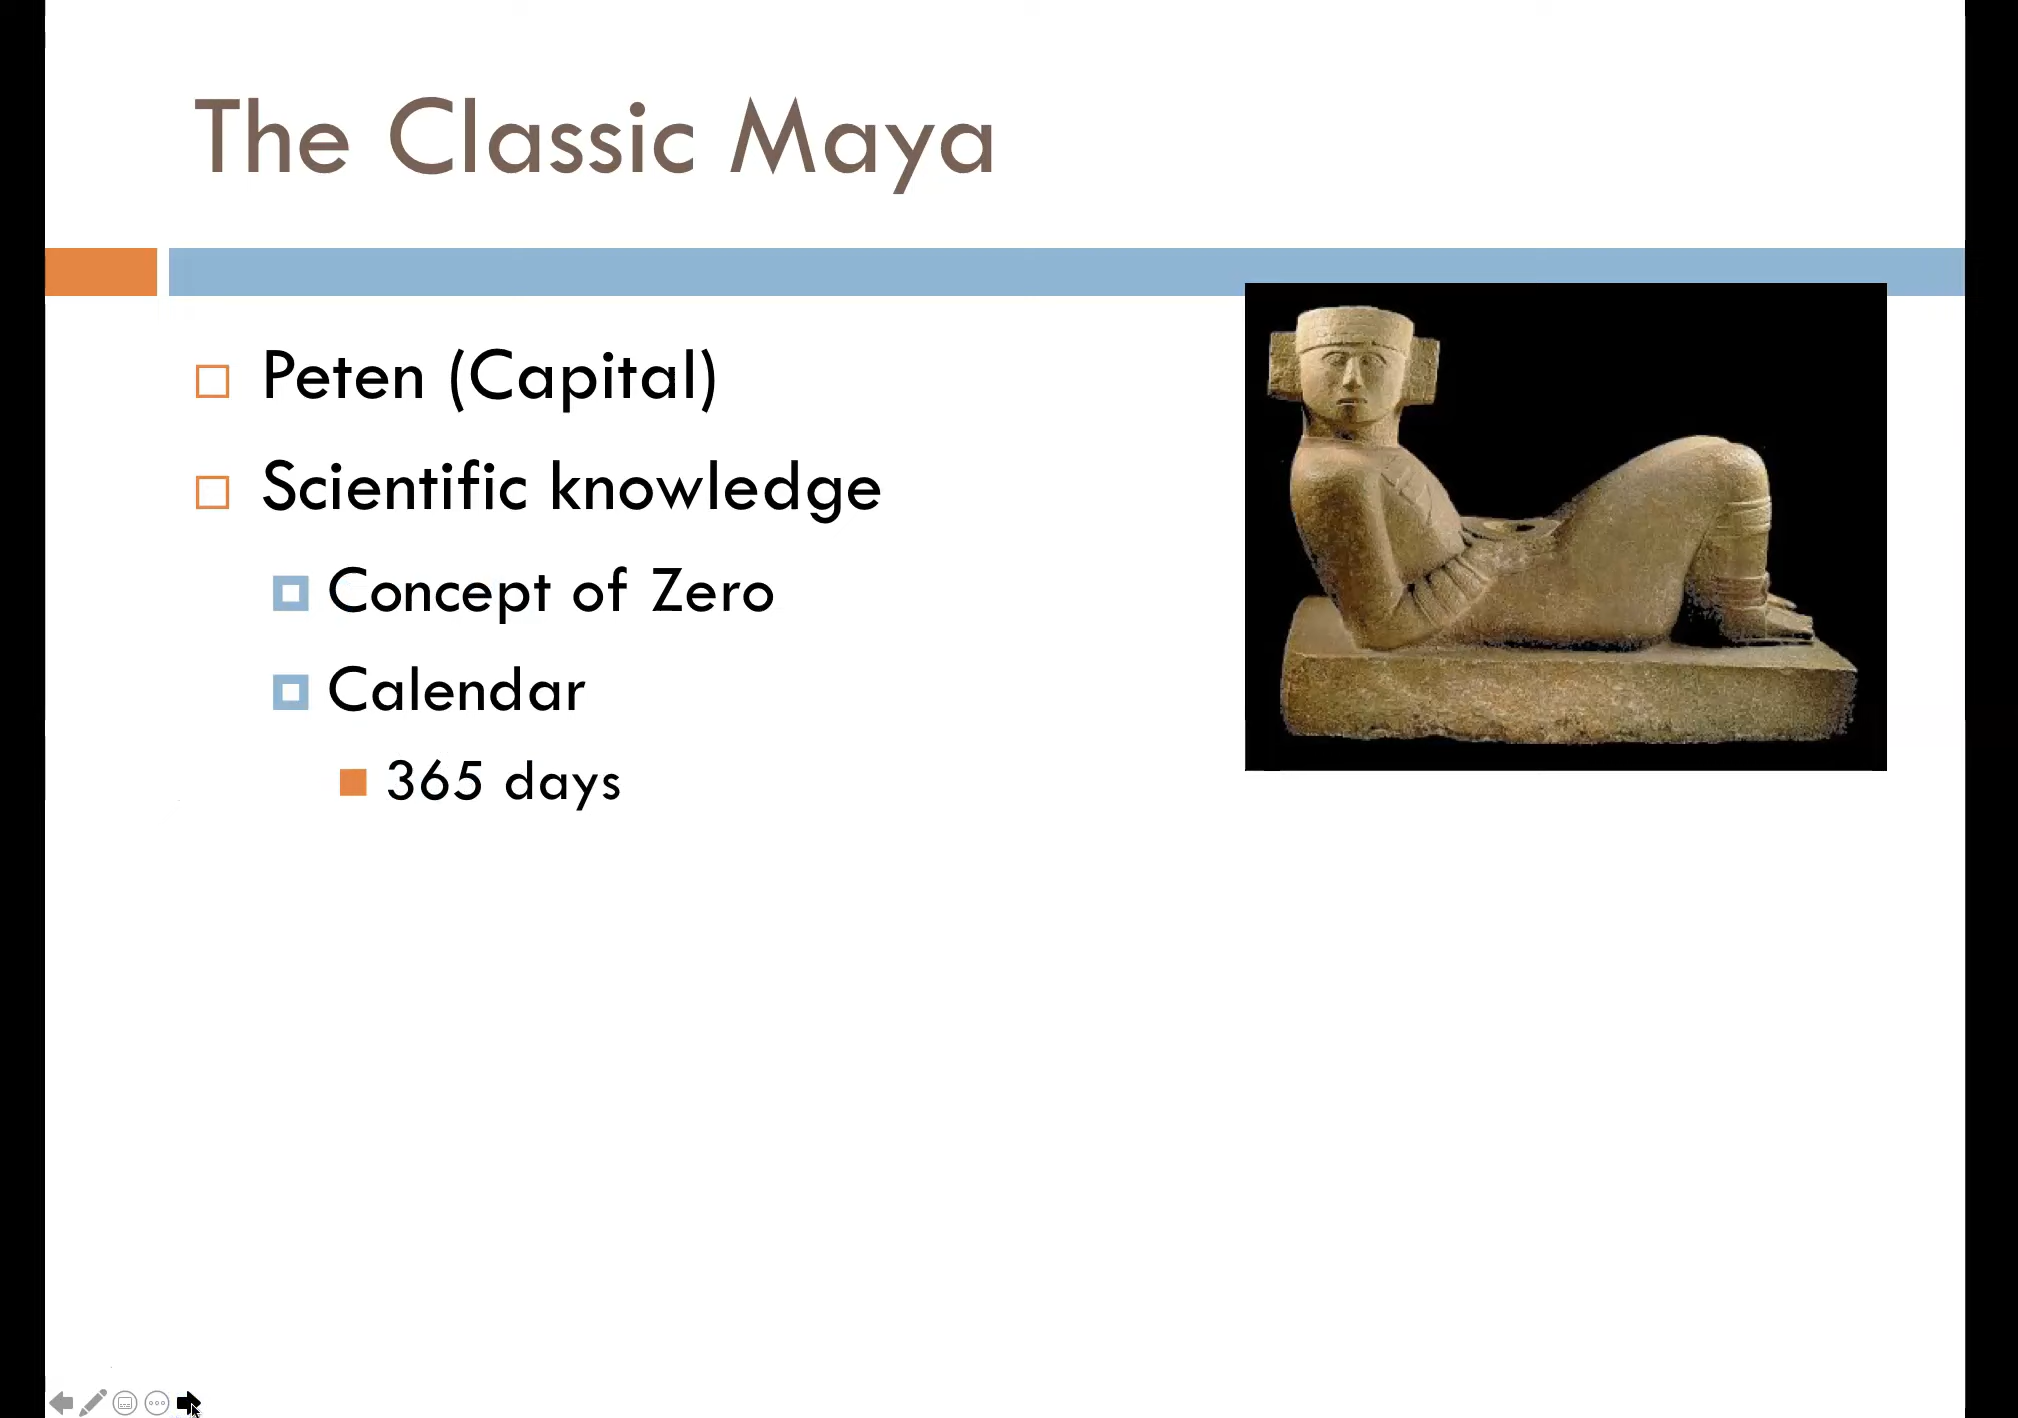 The Classic Maya
Peten (Capital)
Scientific knowledge
Concept of Zero
Calendar
365 days